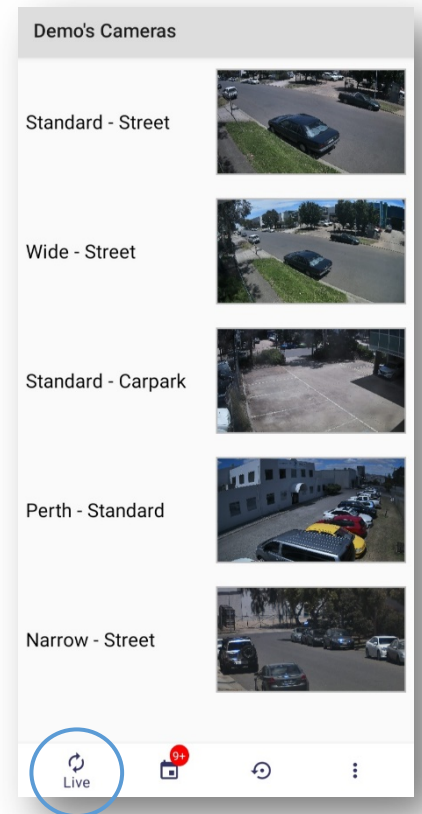 Demo's Cameras
Standard - Street
Wide - Street
Standard - Carpark
Perth - Standard
Narrow - Street
9+
Live